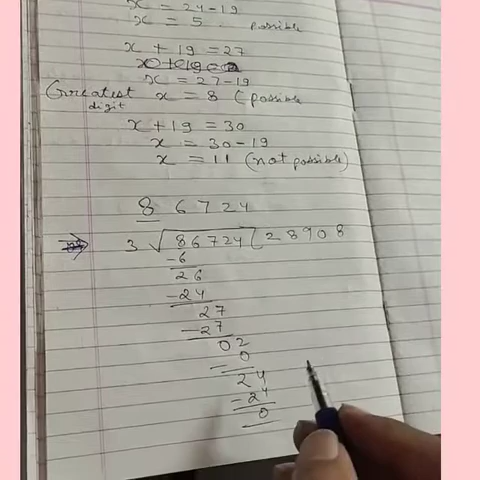 x = 24-19
x = 5. possible
x + 19 = 27
x = 27-19
Greatest digit x = 8 (possible
x + 19 = 30
x = 30-19
x = 11 (not possible)
8 6 7 2 4
3 √ 86724 ( 28908
-6
26
-24
27
-27
02
- 0
24
-24
0